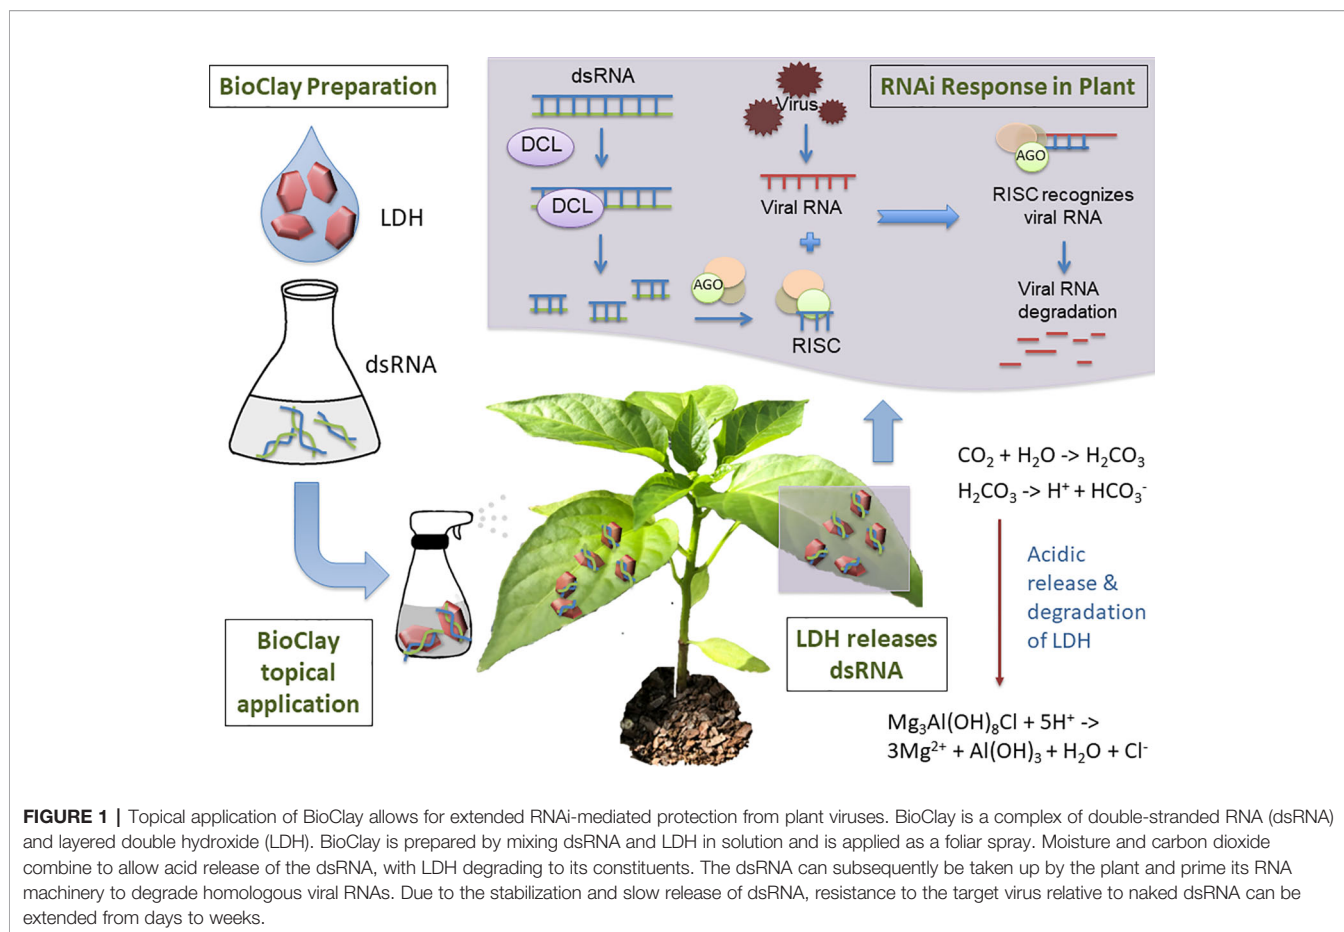 BioClay Preparation
LDH
dsRNA
BioClay
topical
application
dsRNA
DCL
DCL
AGO
Virus
Viral RNA
RISC
RNAi Response in Plant
AGO
RISC recognizes
viral RNA
Viral RNA
degradation
LDH releases
dsRNA
CO₂ + H₂O -> H₂CO₃
H₂CO₃ -> H⁺ + HCO₃⁻
Acidic
release &
degradation
of LDH
Mg₃Al(OH)₈Cl + 5H⁺ ->
3Mg²⁺ + Al(OH)₃ + H₂O + Cl⁻
FIGURE 1 | Topical application of BioClay allows for extended RNAi-mediated protection from plant viruses. BioClay is a complex of double-stranded RNA (dsRNA)
and layered double hydroxide (LDH). BioClay is prepared by mixing dsRNA and LDH in solution and is applied as a foliar spray. Moisture and carbon dioxide
combine to allow acid release of the dsRNA, with LDH degrading to its constituents. The dsRNA can subsequently be taken up by the plant and prime its RNA
machinery to degrade homologous viral RNAs. Due to the stabilization and slow release of dsRNA, resistance to the target virus relative to naked dsRNA can be
extended from days to weeks.